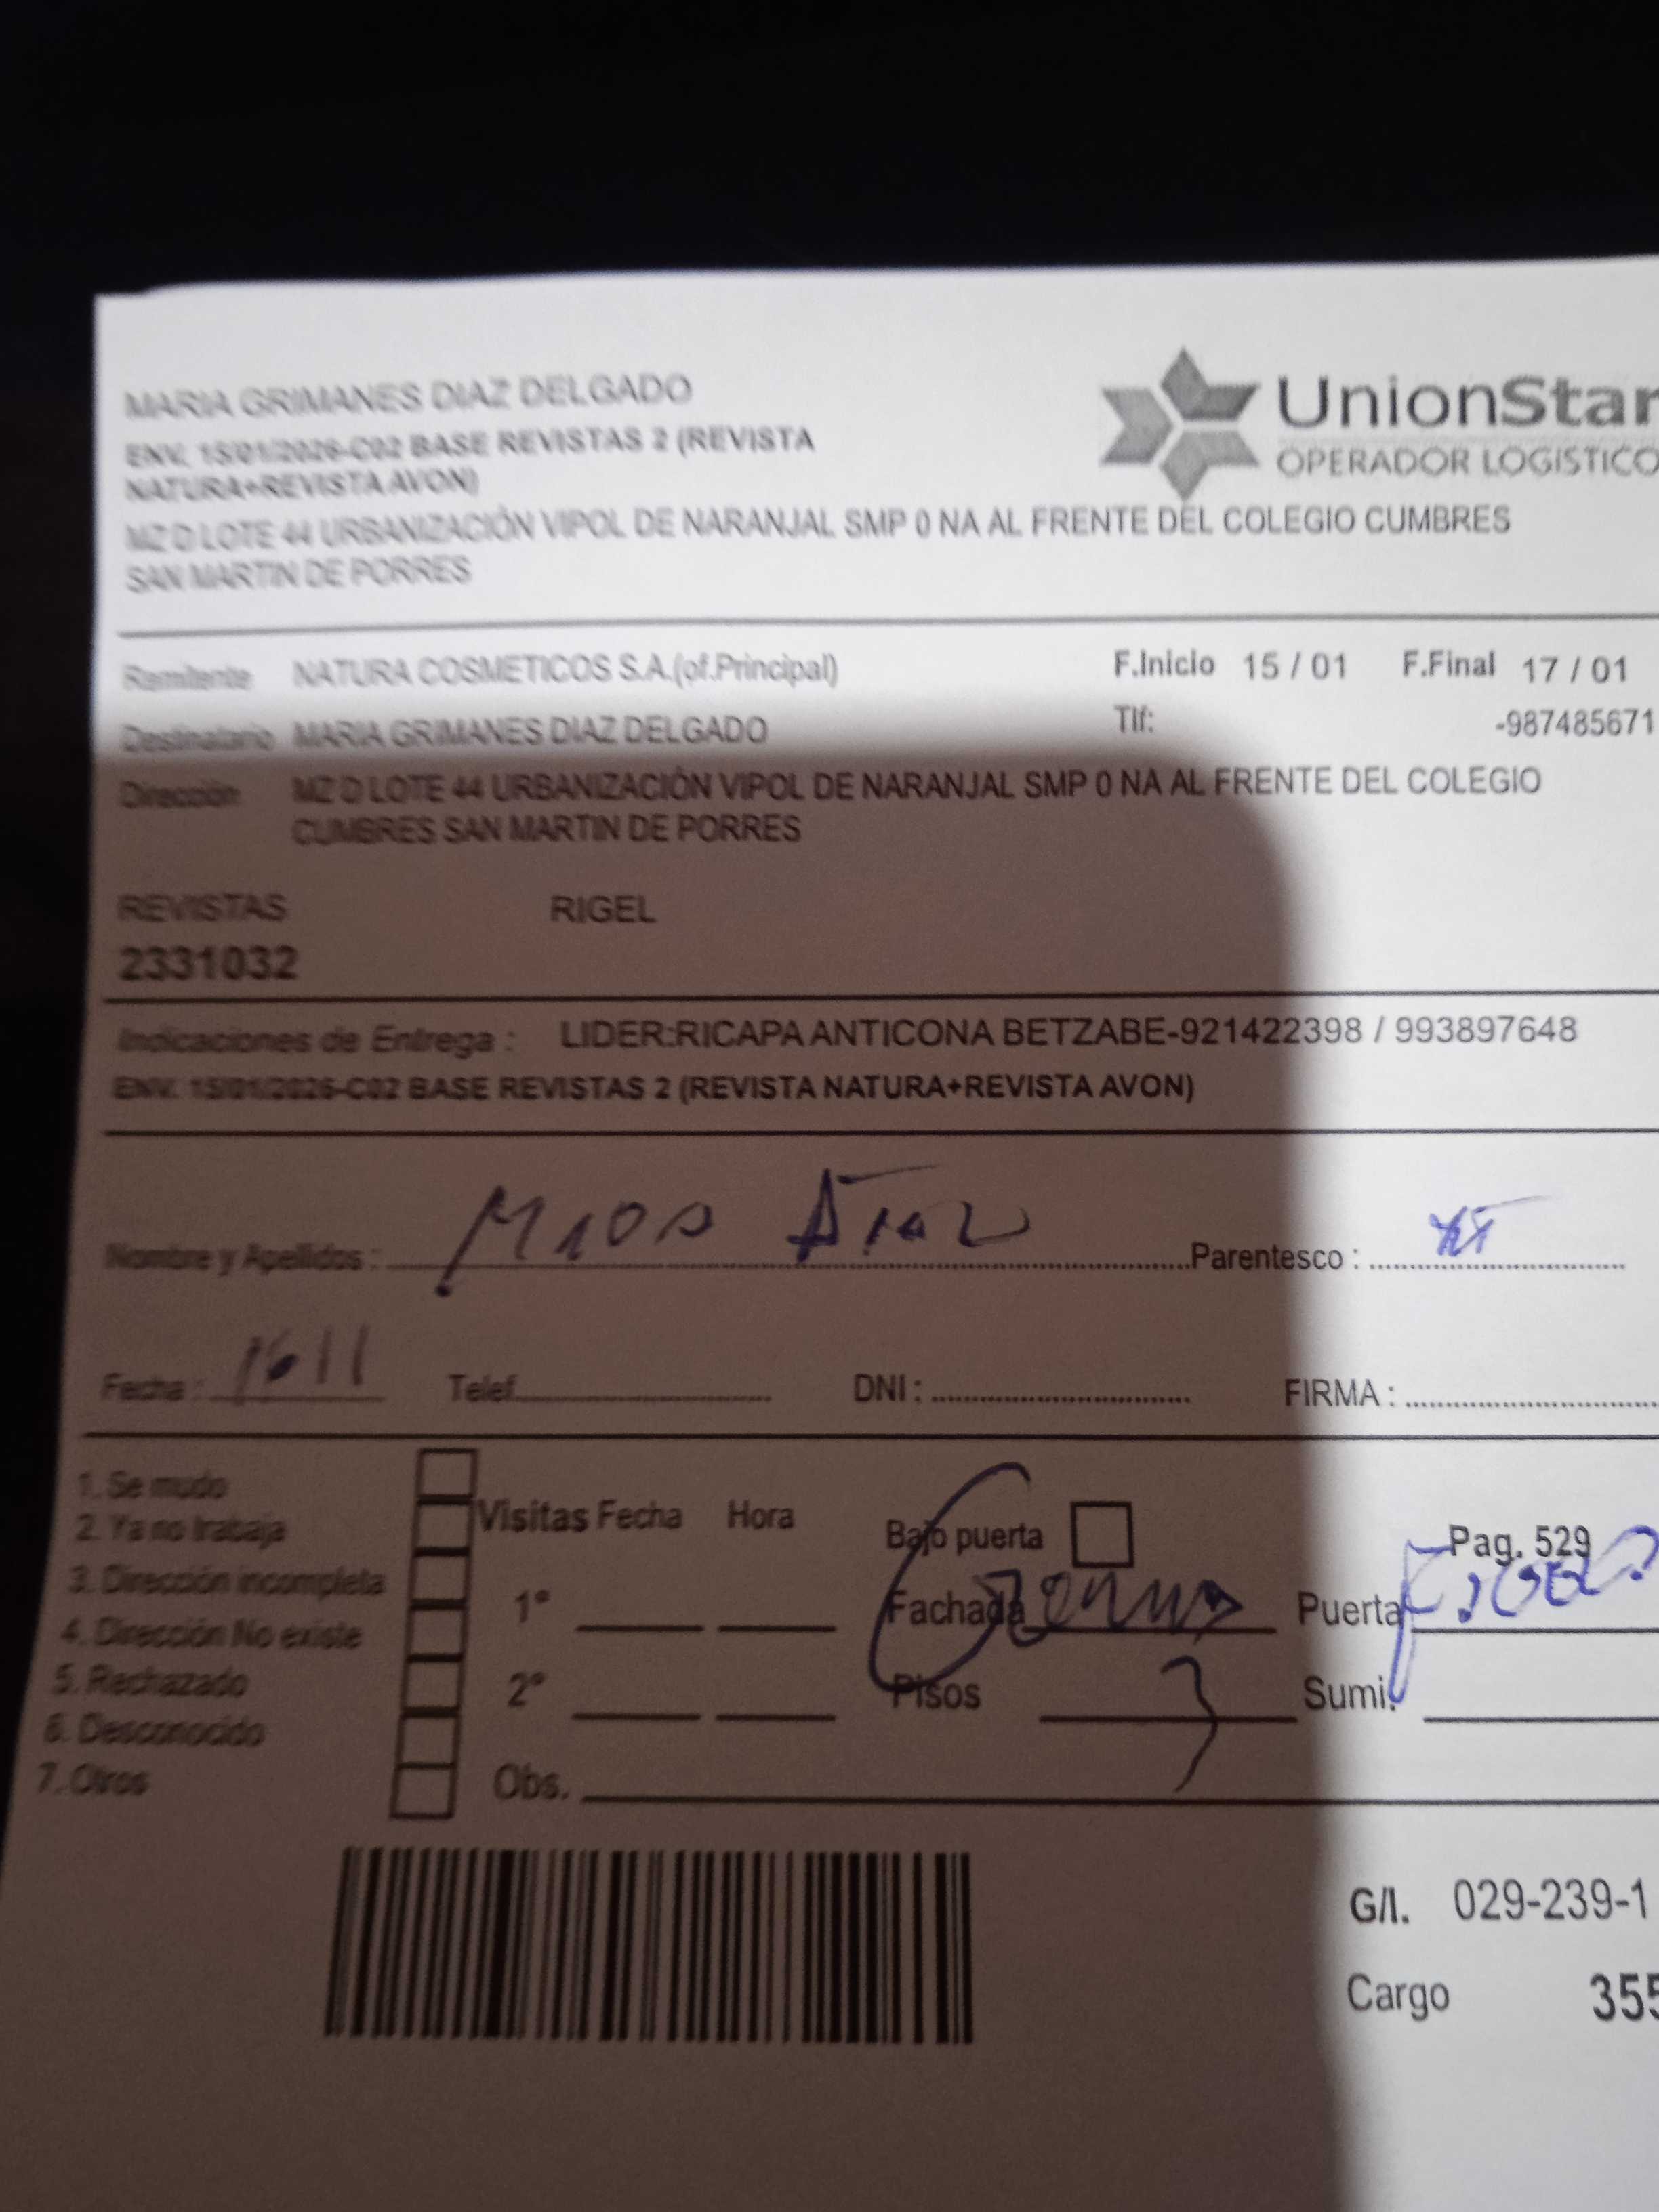 MARIA GRIMANES DIAZ DELGADO
ENV. 15/01/2026-C02 BASE REVISTAS 2 (REVISTA
NATURA+REVISTA AVON)
MZ D LOTE 44 URBANIZACIÓN VIPOL DE NARANJAL SMP 0 NA AL FRENTE DEL COLEGIO CUMBRES
SAN MARTIN DE PORRES
UnionStar
OPERADOR LOGISTICO
Remitente NATURA COSMETICOS S.A.(of.Principal) F.Inicio 15 / 01 F.Final 17 / 01
Destinatario MARIA GRIMANES DIAZ DELGADO Tlf: -987485671
Dirección MZ D LOTE 44 URBANIZACIÓN VIPOL DE NARANJAL SMP 0 NA AL FRENTE DEL COLEGIO
CUMBRES SAN MARTIN DE PORRES
REVISTAS RIGEL
2331032
Indicaciones de Entrega : LIDER:RICAPA ANTICONA BETZABE-921422398 / 993897648
ENV. 15/01/2026-C02 BASE REVISTAS 2 (REVISTA NATURA+REVISTA AVON)
Nombre y Apellidos : Diaz Parentesco :
Fecha : Telef. DNI : FIRMA :
1. Se mudo
2. Ya no trabaja
3. Dirección incompleta
4. Dirección No existe
5. Rechazado
6. Desconocido
7. Otros
Visitas Fecha Hora
1°
2°
Obs.
Bajo puerta Pag. 529
Fachada Puerta
Pisos 3 Sumi.
G/I. 029-239-1
Cargo 355